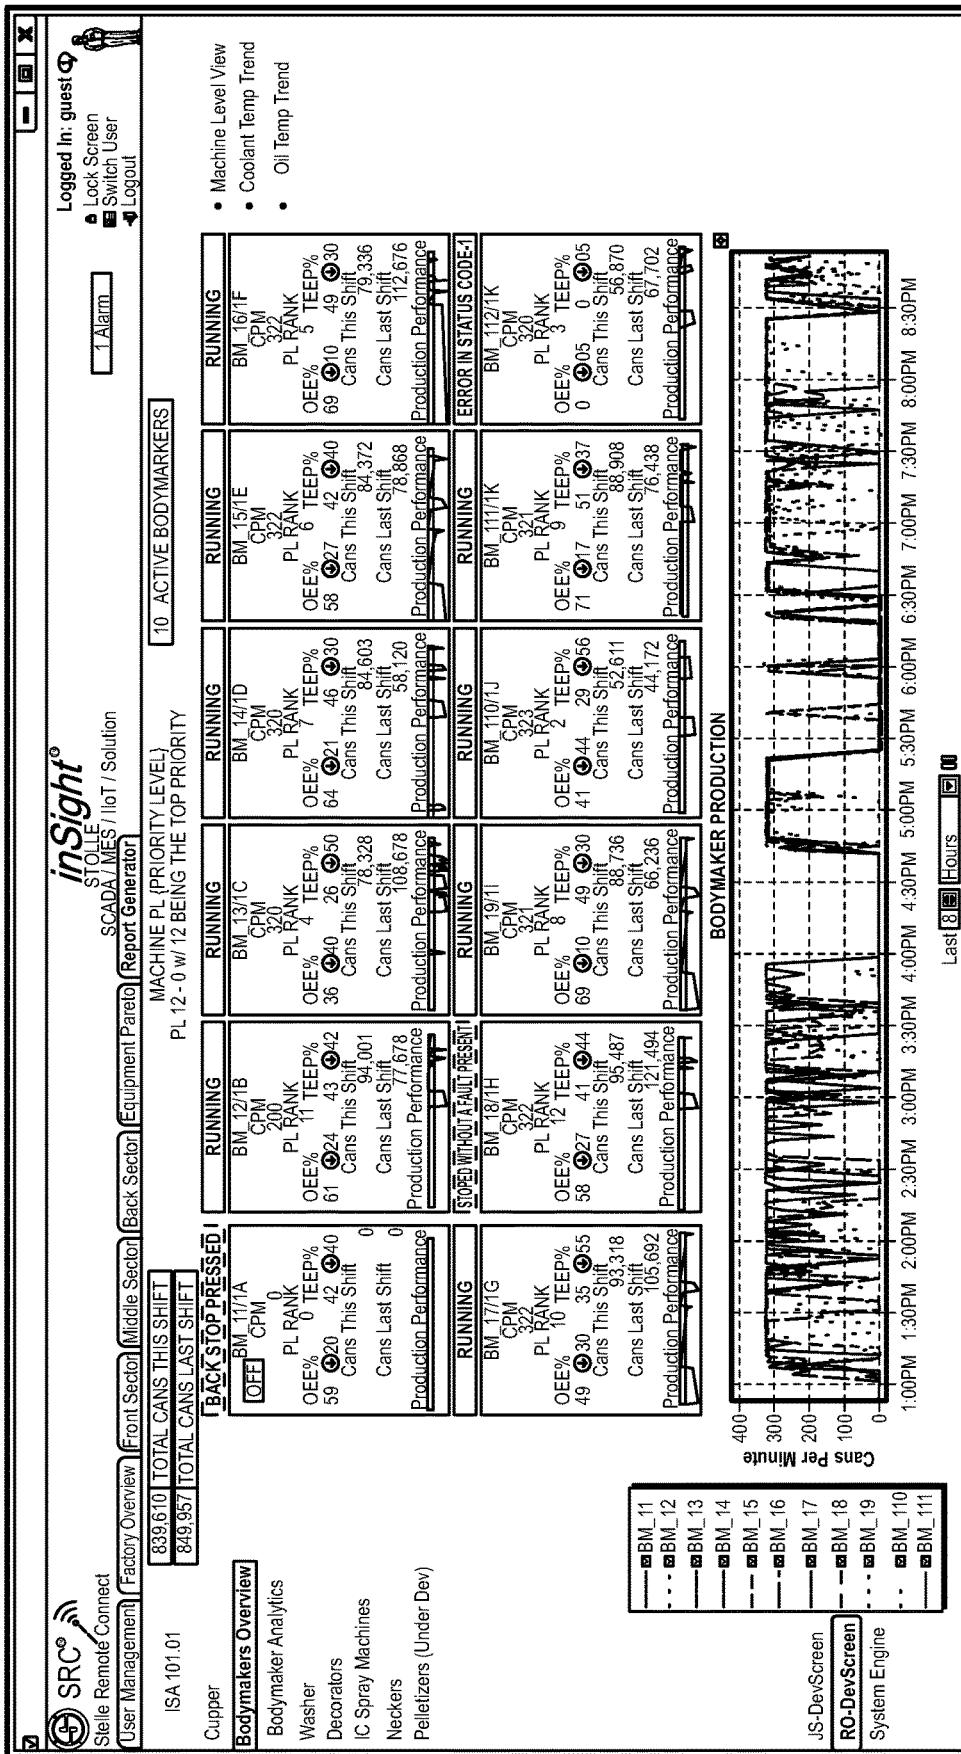 SRC®
Stelle Remote Connect
inSight®
STOLLE
SCADA / MES / IIoT / Solution
Logged In: guest
Lock Screen
Switch User
Logout
1 Alarm
User Management
Factory Overview
Front Sector
Middle Sector
Back Sector
Equipment Pareto
Report Generator
ISA 101.01
839,610 TOTAL CANS THIS SHIFT
849,957 TOTAL CANS LAST SHIFT
MACHINE PL {PRIORITY LEVEL}
PL 12 - 0 w/ 12 BEING THE TOP PRIORITY
10 ACTIVE BODYMARKERS
Cupper
Bodymakers Overview
Bodymaker Analytics
Washer
Decorators
IC Spray Machines
Neckers
Pelletizers (Under Dev)
JS-DevScreen
RO-DevScreen
System Engine
• Machine Level View
• Coolant Temp Trend
• Oil Temp Trend
BACK STOP PRESSED
BM_11/1A
OFF
CPM
0
PL RANK
0
OEE% TEEP%
59 20 42 40
Cans This Shift
0
Cans Last Shift
0
Production Performance
RUNNING
BM_12/1B
CPM
200
PL RANK
11
OEE% TEEP%
61 24 43 42
Cans This Shift
94,001
Cans Last Shift
77,678
Production Performance
RUNNING
BM_13/1C
CPM
320
PL RANK
4
OEE% TEEP%
36 40 26 50
Cans This Shift
78,328
Cans Last Shift
108,678
Production Performance
RUNNING
BM_14/1D
CPM
320
PL RANK
7
OEE% TEEP%
64 21 46 30
Cans This Shift
84,603
Cans Last Shift
58,120
Production Performance
RUNNING
BM_15/1E
CPM
322
PL RANK
6
OEE% TEEP%
58 27 42 40
Cans This Shift
84,372
Cans Last Shift
78,868
Production Performance
RUNNING
BM_16/1F
CPM
322
PL RANK
5
OEE% TEEP%
69 10 49 30
Cans This Shift
79,336
Cans Last Shift
112,676
Production Performance
RUNNING
BM_17/1G
CPM
322
PL RANK
10
OEE% TEEP%
49 30 35 55
Cans This Shift
93,318
Cans Last Shift
105,692
Production Performance
STOPED WITHOUT A FAULT PRESENT
BM_18/1H
CPM
322
PL RANK
12
OEE% TEEP%
58 27 41 44
Cans This Shift
95,487
Cans Last Shift
121,494
Production Performance
RUNNING
BM_19/1I
CPM
321
PL RANK
8
OEE% TEEP%
69 10 49 30
Cans This Shift
88,736
Cans Last Shift
66,236
Production Performance
RUNNING
BM_110/1J
CPM
323
PL RANK
2
OEE% TEEP%
41 44 29 56
Cans This Shift
52,611
Cans Last Shift
44,172
Production Performance
RUNNING
BM_111/1K
CPM
321
PL RANK
9
OEE% TEEP%
71 17 51 37
Cans This Shift
88,908
Cans Last Shift
76,438
Production Performance
ERROR IN STATUS CODE-1
BM_112/1K
CPM
320
PL RANK
3
OEE% TEEP%
0 05 0 05
Cans This Shift
56,870
Cans Last Shift
67,702
Production Performance
BODYMAKER PRODUCTION
BM_11
BM_12
BM_13
BM_14
BM_15
BM_16
BM_17
BM_18
BM_19
BM_110
BM_111
Cans Per Minute
400
300
200
100
0
1:00PM 1:30PM 2:00PM 2:30PM 3:00PM 3:30PM 4:00PM 4:30PM 5:00PM 5:30PM 6:00PM 6:30PM 7:00PM 7:30PM 8:00PM 8:30PM
Last 8 Hours